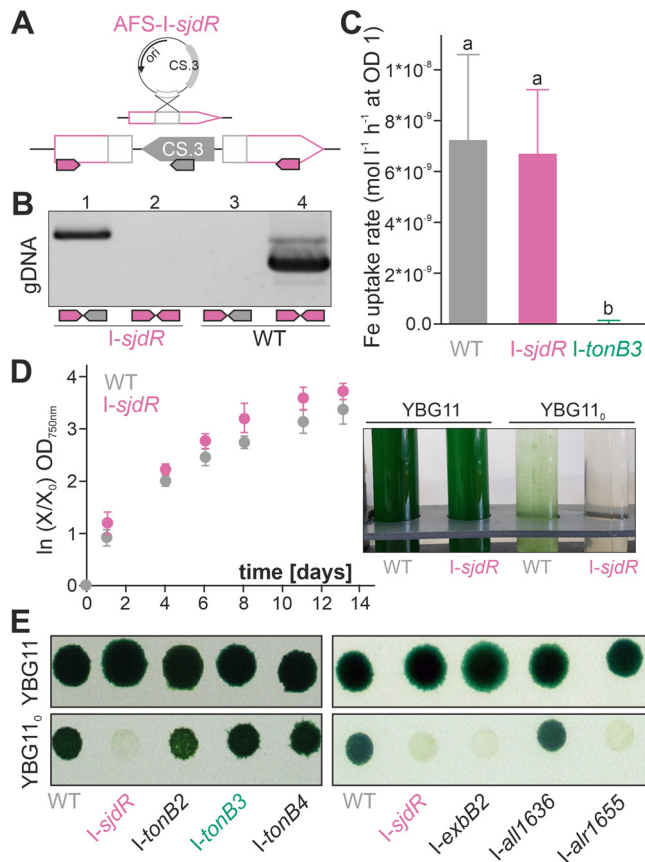 A
AFS-I-sjdR
ori
CS.3
CS.3
B
1 2 3 4
gDNA
I-sjdR WT
C
Fe uptake rate (mol l⁻¹ h⁻¹ at OD 1)
1*10⁻⁸
8*10⁻⁹
6*10⁻⁹
4*10⁻⁹
2*10⁻⁹
0.0
a a b
WT I-sjdR I-tonB3
D
WT
I-sjdR
ln (X/X₀) OD₇₅₀ₙₘ
4
3
2
1
0
time [days]
0 2 4 6 8 10 12 14
YBG11 YBG11₀
WT I-sjdR WT I-sjdR
E
YBG11
YBG11₀
WT I-sjdR I-tonB2 I-tonB3 I-tonB4
WT I-sjdR I-exbB2 I-all1636 I-alr1655